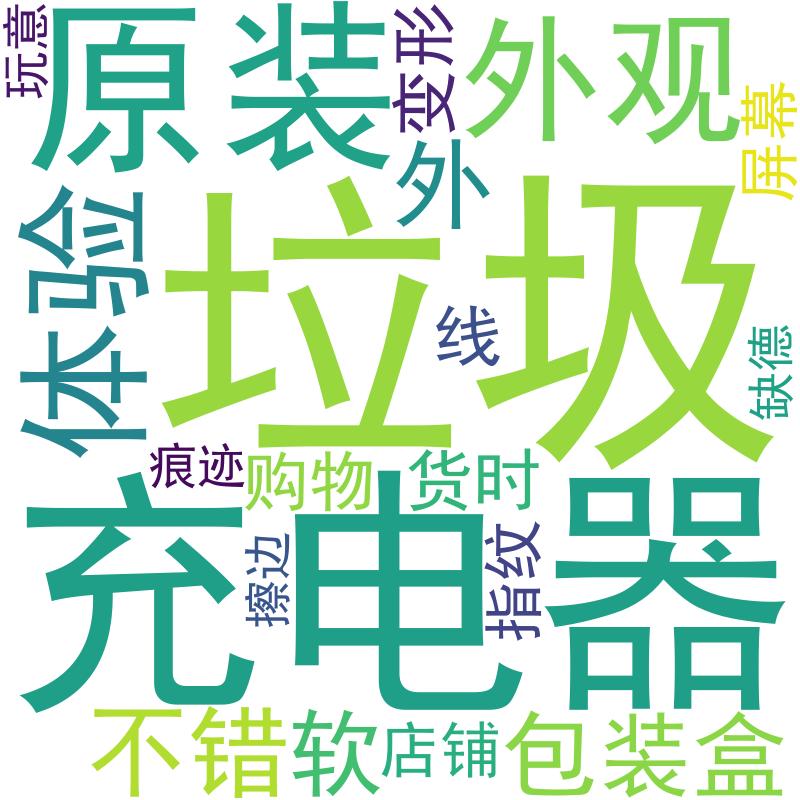 玩意
原装
变形
外观
屏幕
外
体验
垃圾
线
缺德
痕迹
购物
货时
充电器
擦边
指纹
不错
软
店铺
包装盒